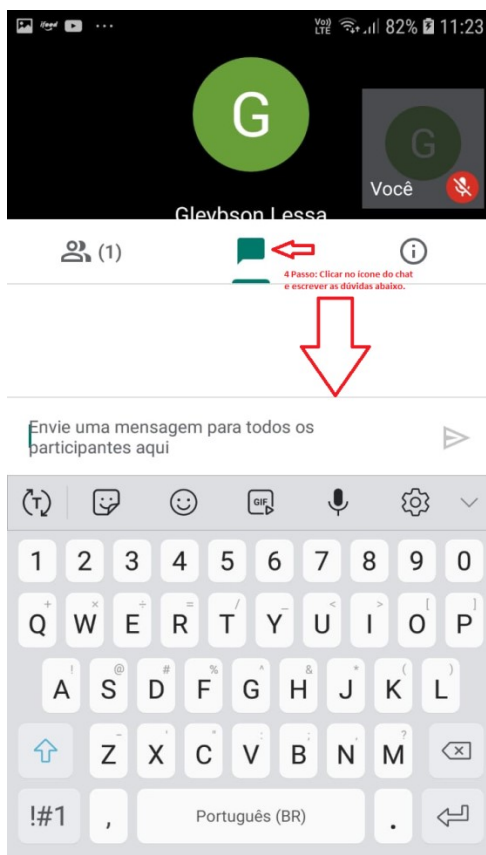 ifood
Vo))
LTE
82%
11:23
G
G
Você
Gleybson Lessa
(1)
4 Passo: Clicar no ícone do chat
e escrever as dúvidas abaixo.
Envie uma mensagem para todos os
participantes aqui
(T)
GIF
1 2 3 4 5 6 7 8 9 0
+ × ÷ = / _ < > [ ]
Q W E R T Y U I O P
! @ # % ^ & * ( )
A S D F G H J K L
- ' " : ; , ?
Z X C V B N M
!#1 , Português (BR) .